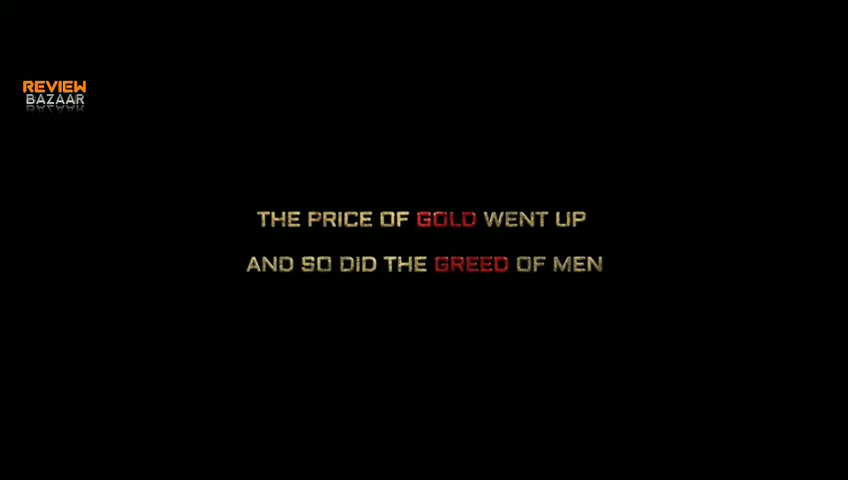 REVIEW
BAZAAR
THE PRICE OF GOLD WENT UP
AND SO DID THE GREED OF MEN